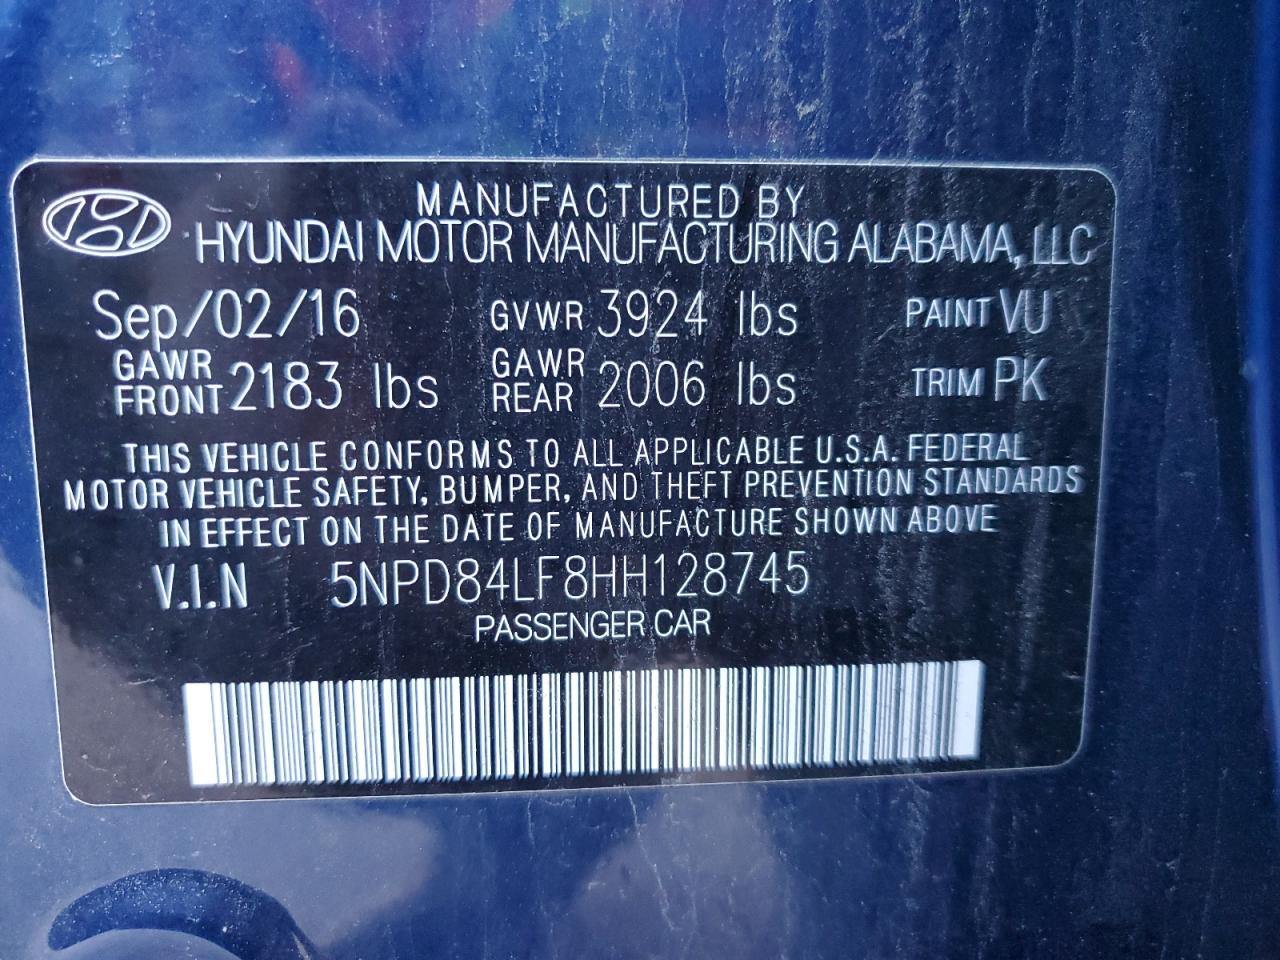 MANUFACTURED BY
HYUNDAI MOTOR MANUFACTURING ALABAMA, LLC
Sep/02/16 GVWR 3924 lbs PAINT VU
GAWR FRONT 2183 lbs GAWR REAR 2006 lbs TRIM PK
THIS VEHICLE CONFORMS TO ALL APPLICABLE U.S.A. FEDERAL
MOTOR VEHICLE SAFETY, BUMPER, AND THEFT PREVENTION STANDARDS
IN EFFECT ON THE DATE OF MANUFACTURE SHOWN ABOVE
V.I.N 5NPD84LF8HH128745
PASSENGER CAR